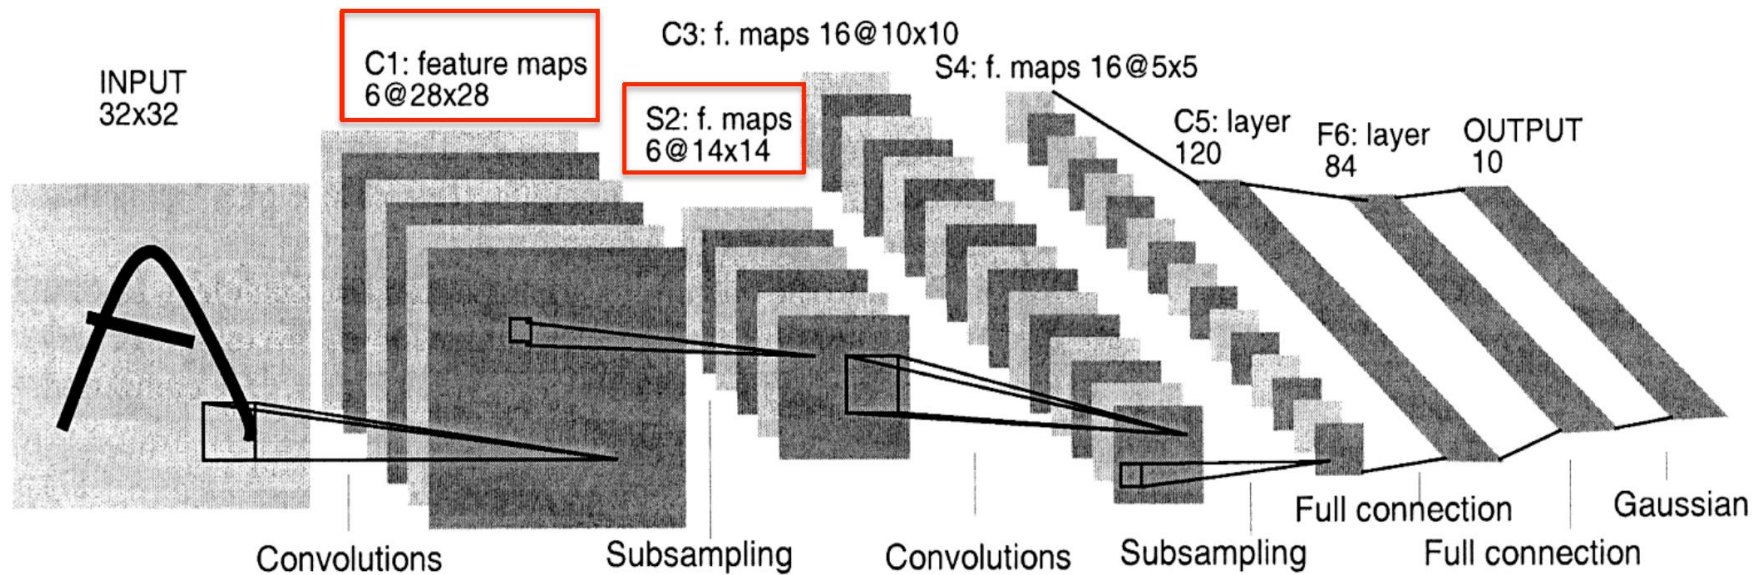 INPUT
32x32
C1: feature maps
6@28x28
S2: f. maps
6@14x14
C3: f. maps 16@10x10
S4: f. maps 16@5x5
C5: layer
120
F6: layer
84
OUTPUT
10
Convolutions
Subsampling
Convolutions
Subsampling
Full connection
Full connection
Gaussian
A